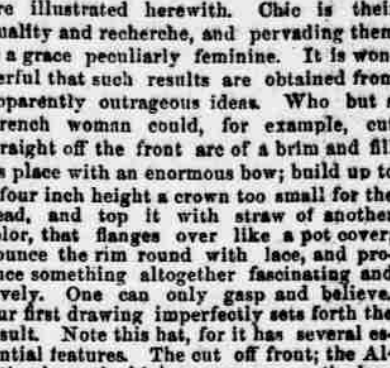 re illustrated herewith. Chic is thei
uality and recherche, and pervading them
a grace peculiarly feminine. It is won
erful that such results are obtained from
pparently outrageous ideas. Who but
rench woman could, for example, cut
raight off the front arc of a brim and fill
s place with an enormous bow; build up to
four inch height a crown too small for the
ead, and top it with straw of another
olor, that flanges over like a pot cover;
ounce the rim round with lace, and pro-
uce something altogether fascinating and
vely. One can only gasp and believe
ur first drawing imperfectly sets forth the
sult. Note this hat, for it has several es-
ntial features. The cut off front; the Al-